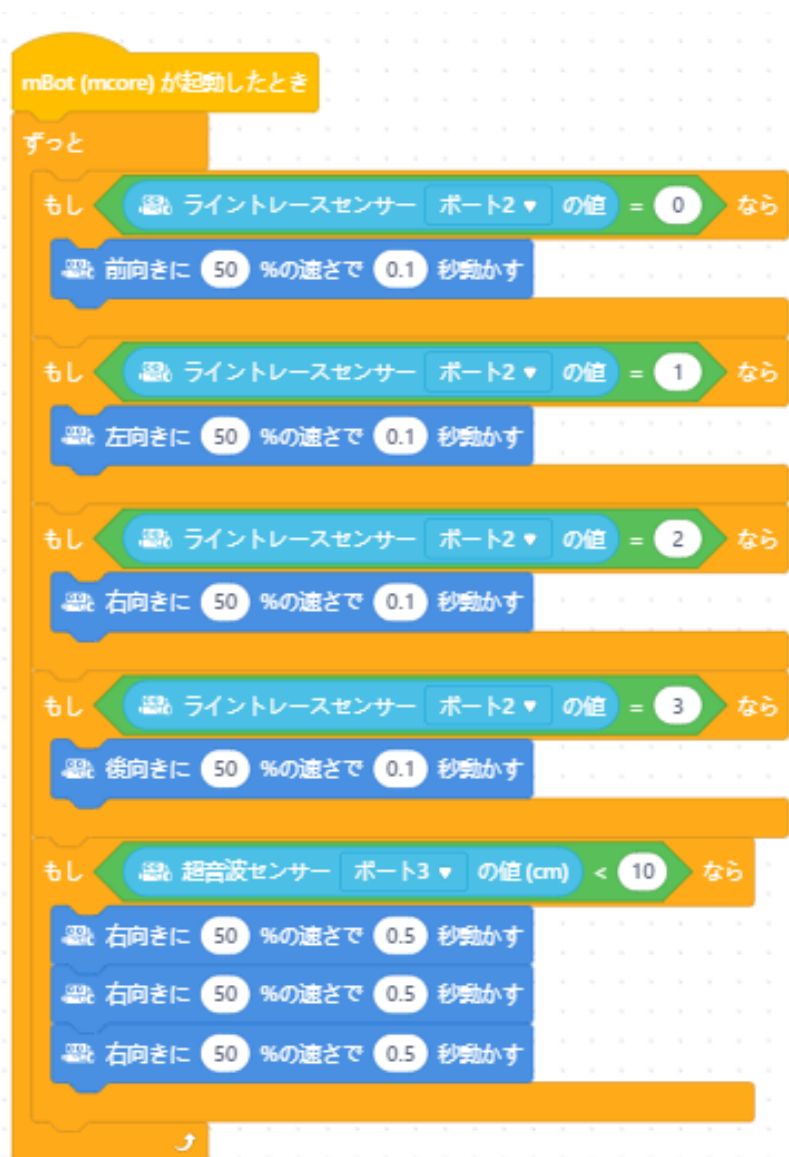 mBot (mcore) が起動したとき
ずっと
もし ライントレースセンサー ポート2 の値 = 0 なら
前向きに 50 %の速さで 0.1 秒動かす
もし ライントレースセンサー ポート2 の値 = 1 なら
左向きに 50 %の速さで 0.1 秒動かす
もし ライントレースセンサー ポート2 の値 = 2 なら
右向きに 50 %の速さで 0.1 秒動かす
もし ライントレースセンサー ポート2 の値 = 3 なら
後向きに 50 %の速さで 0.1 秒動かす
もし 超音波センサー ポート3 の値 (cm) < 10 なら
右向きに 50 %の速さで 0.5 秒動かす
右向きに 50 %の速さで 0.5 秒動かす
右向きに 50 %の速さで 0.5 秒動かす